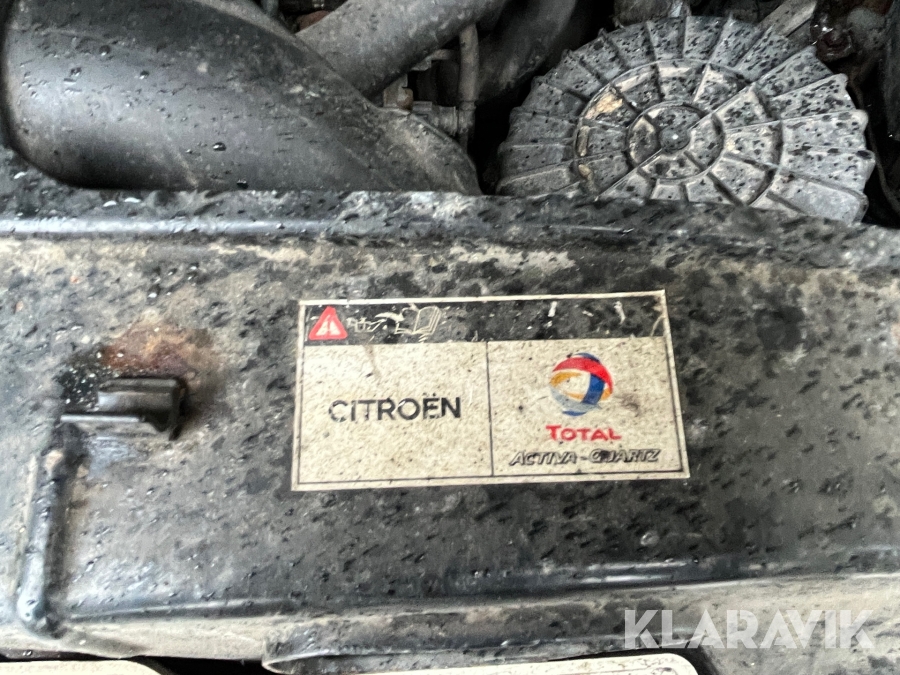 CITROËN
TOTAL
ACTIVA - QUARTZ
KLARAVIK